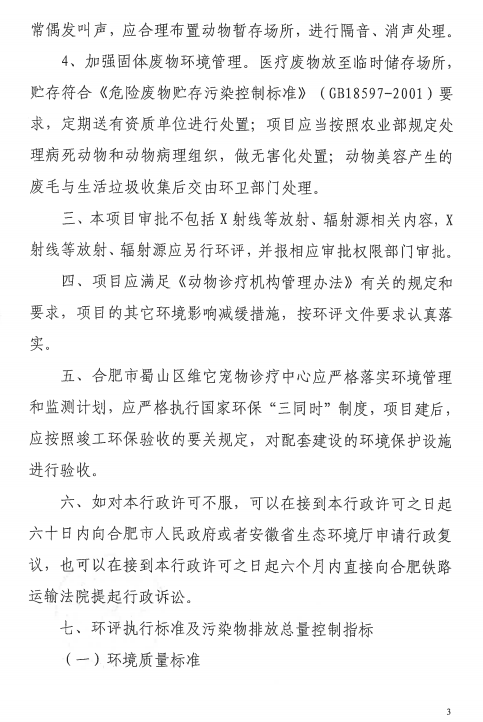 常偶发叫声，应合理布置动物暂存场所，进行隔音、消声处理。
4、加强固体废物环境管理。医疗废物放至临时储存场所，
贮存符合《危险废物贮存污染控制标准》（GB18597-2001）要
求，定期送有资质单位进行处置；项目应当按照农业部规定处
理病死动物和动物病理组织，做无害化处置；动物美容产生的
废毛与生活垃圾收集后交由环卫部门处理。
三、本项目审批不包括 X 射线等放射、辐射源相关内容，X
射线等放射、辐射源应另行环评，并报相应审批权限部门审批。
四、项目应满足《动物诊疗机构管理办法》有关的规定和
要求，项目的其它环境影响减缓措施，按环评文件要求认真落
实。
五、合肥市蜀山区维它宠物诊疗中心应严格落实环境管理
和监测计划，应严格执行国家环保“三同时”制度，项目建后，
应按照竣工环保验收的要关规定，对配套建设的环境保护设施
进行验收。
六、如对本行政许可不服，可以在接到本行政许可之日起
六十日内向合肥市人民政府或者安徽省生态环境厅申请行政复
议，也可以在接到本行政许可之日起六个月内直接向合肥铁路
运输法院提起行政诉讼。
七、环评执行标准及污染物排放总量控制指标
（一）环境质量标准
3